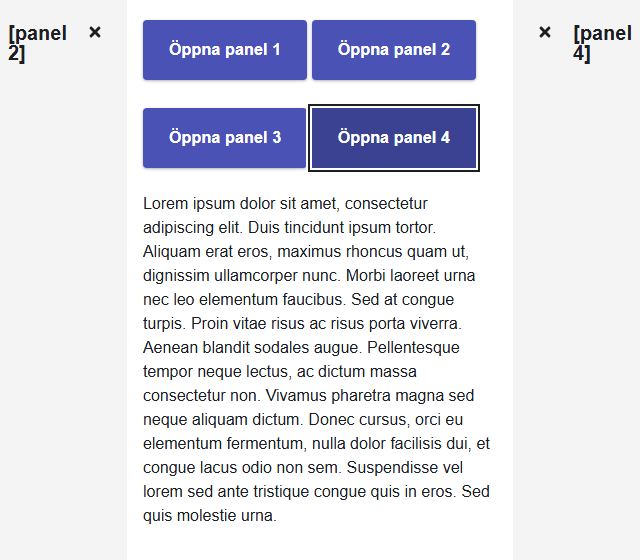 [panel
2]
×
Öppna panel 1
Öppna panel 2
Öppna panel 3
Öppna panel 4
Lorem ipsum dolor sit amet, consectetur
adipiscing elit. Duis tincidunt ipsum tortor.
Aliquam erat eros, maximus rhoncus quam ut,
dignissim ullamcorper nunc. Morbi laoreet urna
nec leo elementum faucibus. Sed at congue
turpis. Proin vitae risus ac risus porta viverra.
Aenean blandit sodales augue. Pellentesque
tempor neque lectus, ac dictum massa
consectetur non. Vivamus pharetra magna sed
neque aliquam dictum. Donec cursus, orci eu
elementum fermentum, nulla dolor facilisis dui, et
congue lacus odio non sem. Suspendisse vel
lorem sed ante tristique congue quis in eros. Sed
quis molestie urna.
×
[panel
4]